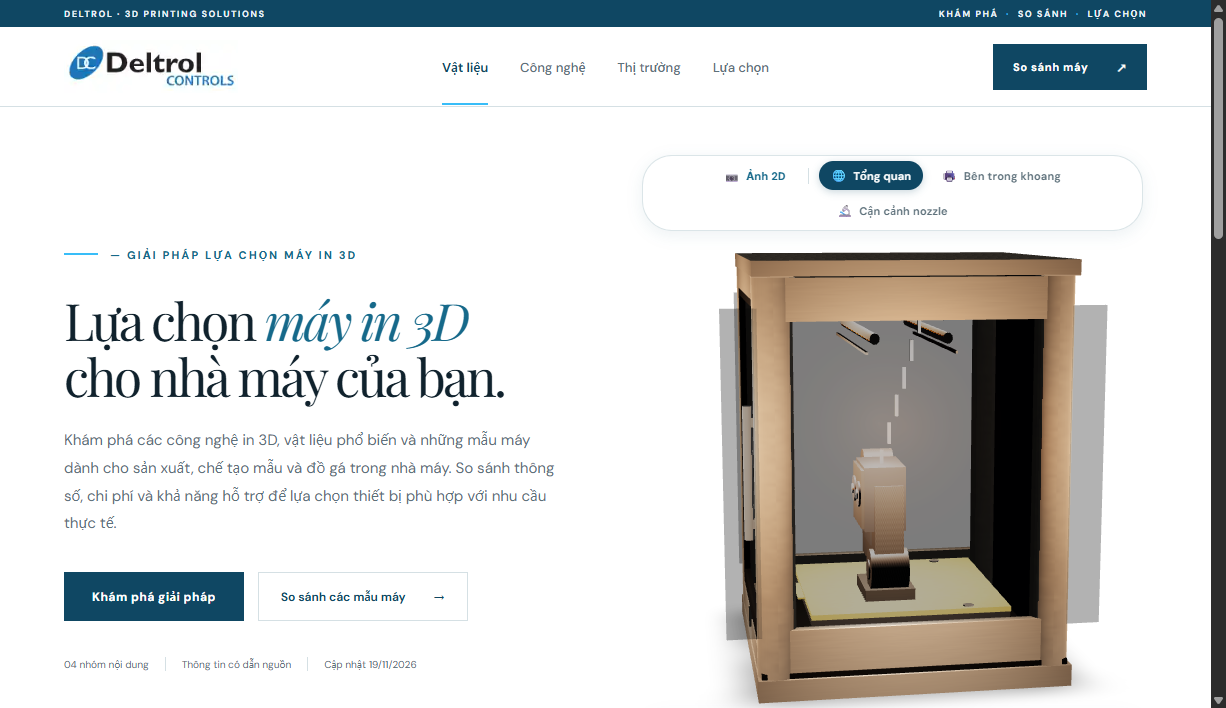 DELTROL · 3D PRINTING SOLUTIONS
KHÁM PHÁ · SO SÁNH · LỰA CHỌN
DC Deltrol
CONTROLS
Vật liệu
Công nghệ
Thị trường
Lựa chọn
So sánh máy ↗
Ảnh 2D
Tổng quan
Bên trong khoang
Cận cảnh nozzle
— GIẢI PHÁP LỰA CHỌN MÁY IN 3D
Lựa chọn máy in 3D
cho nhà máy của bạn.
Khám phá các công nghệ in 3D, vật liệu phổ biến và những mẫu máy
dành cho sản xuất, chế tạo mẫu và đồ gá trong nhà máy. So sánh thông
số, chi phí và khả năng hỗ trợ để lựa chọn thiết bị phù hợp với nhu cầu
thực tế.
Khám phá giải pháp
So sánh các mẫu máy →
04 nhóm nội dung
Thông tin có dẫn nguồn
Cập nhật 19/11/2026